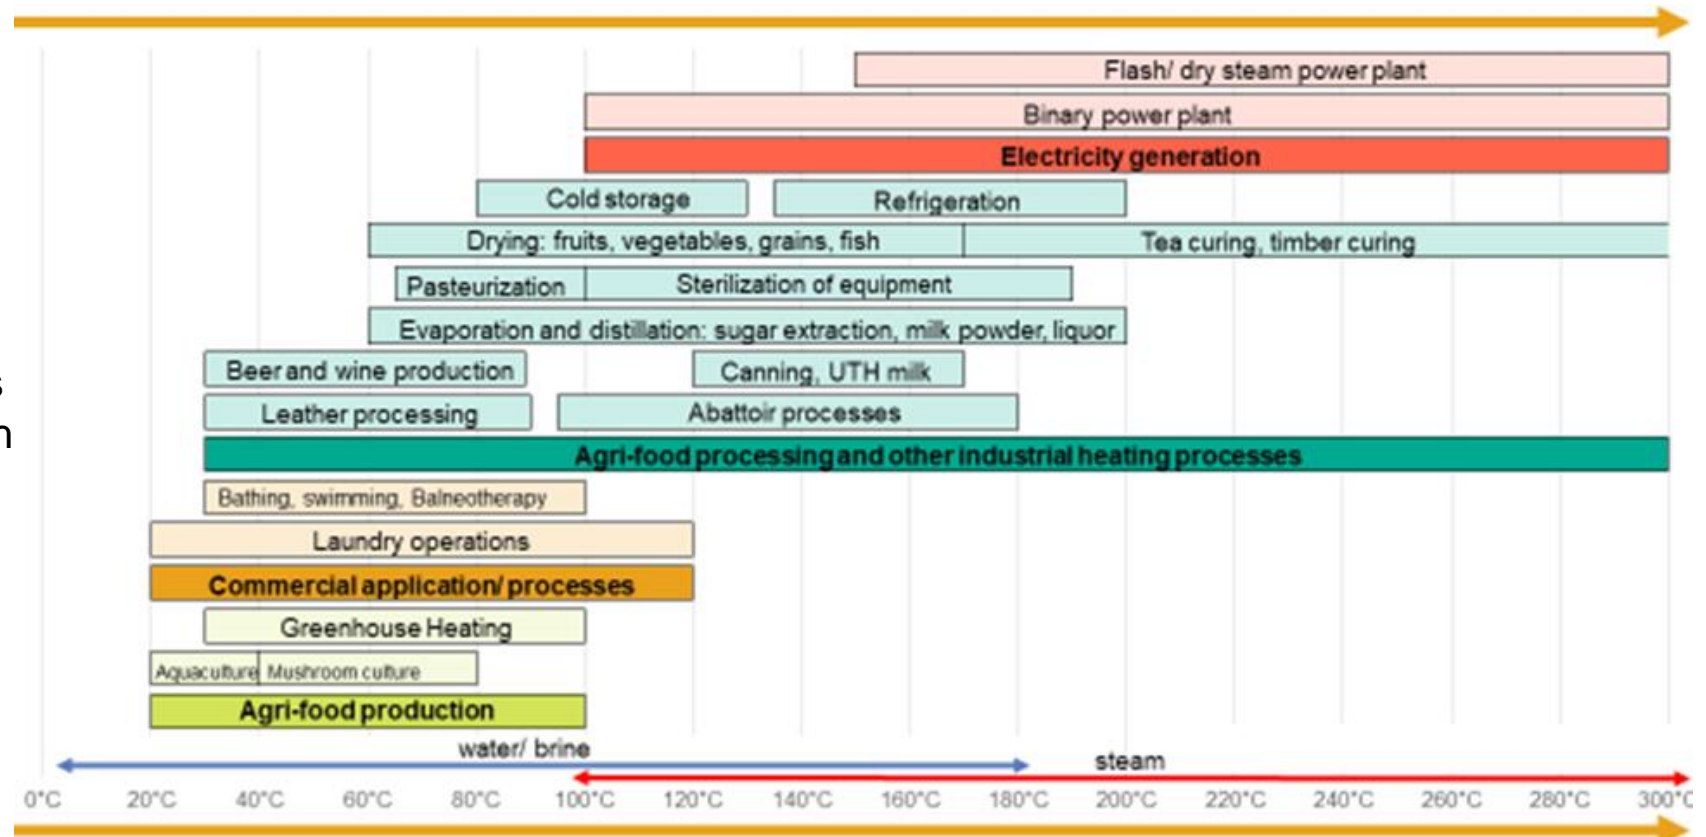 Flash/ dry steam power plant
Binary power plant
Electricity generation
Cold storage Refrigeration
Drying: fruits, vegetables, grains, fish Tea curing, timber curing
Pasteurization Sterilization of equipment
Evaporation and distillation: sugar extraction, milk powder, liquor
Beer and wine production Canning, UTH milk
s
Leather processing Abattoir processes
n
Agri-food processing and other industrial heating processes
Bathing, swimming, Balneotherapy
Laundry operations
Commercial application/ processes
Greenhouse Heating
Aquaculture Mushroom culture
Agri-food production
water/ brine
steam
0°C 20°C 40°C 60°C 80°C 100°C 120°C 140°C 160°C 180°C 200°C 220°C 240°C 260°C 280°C 300°C